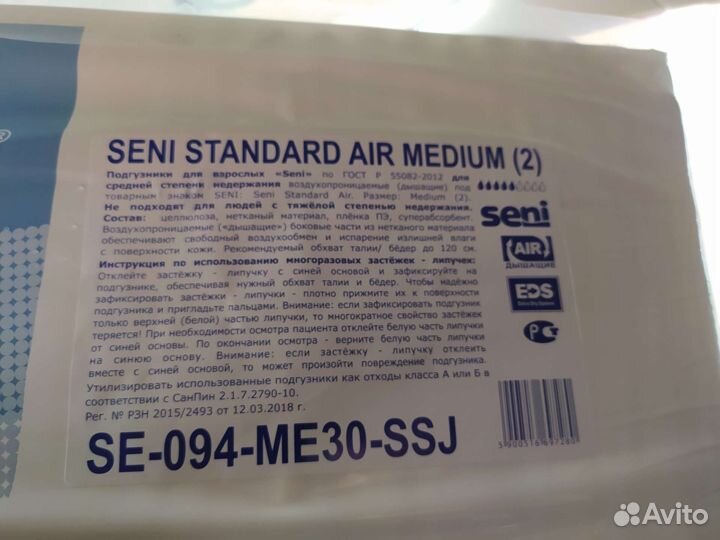 SENI STANDARD AIR MEDIUM (2)
Подгузники для взрослых «Seni» по ГОСТ Р 55082-2012 для
средней степени недержания воздухопроницаемые (дышащие) под
товарным знаком SENI: Seni Standard Air. Размер: Medium (2).
Не подходят для людей с тяжёлой степенью недержания.
Состав: целлюлоза, нетканый материал, плёнка ПЭ, суперабсорбент.
Воздухопроницаемые («дышащие») боковые части из нетканого материала
обеспечивают свободный воздухообмен и испарение излишней влаги
с поверхности кожи. Рекомендуемый обхват талии/ бёдер до 120 см.
Инструкция по использованию многоразовых застёжек - липучек:
Отклейте застёжку - липучку с синей основой и зафиксируйте на
подгузнике, обеспечивая нужный обхват талии и бёдер. Чтобы надёжно
зафиксировать застёжки - липучки - плотно прижмите их к поверхности
подгузника и пригладьте пальцами. Внимание: если зафиксировать подгузник
только верхней (белой) частью липучки, то многократное свойство застёжек
теряется! При необходимости осмотра пациента отклейте белую часть липучки
от синей основы. По окончании осмотра - верните белую часть липучки
на синюю основу. Внимание: если застёжку - липучку отклеить
вместе с синей основой, то может произойти повреждение подгузника.
Утилизировать использованные подгузники как отходы класса А или Б в
соответствии с СанПин 2.1.7.2790-10.
Рег. № РЗН 2015/2493 от 12.03.2018 г.
SE-094-ME30-SSJ
seni
AIR
ДЫШАЩИЕ
EDS
Extra Dry System
5 900516 697280
®
Avito